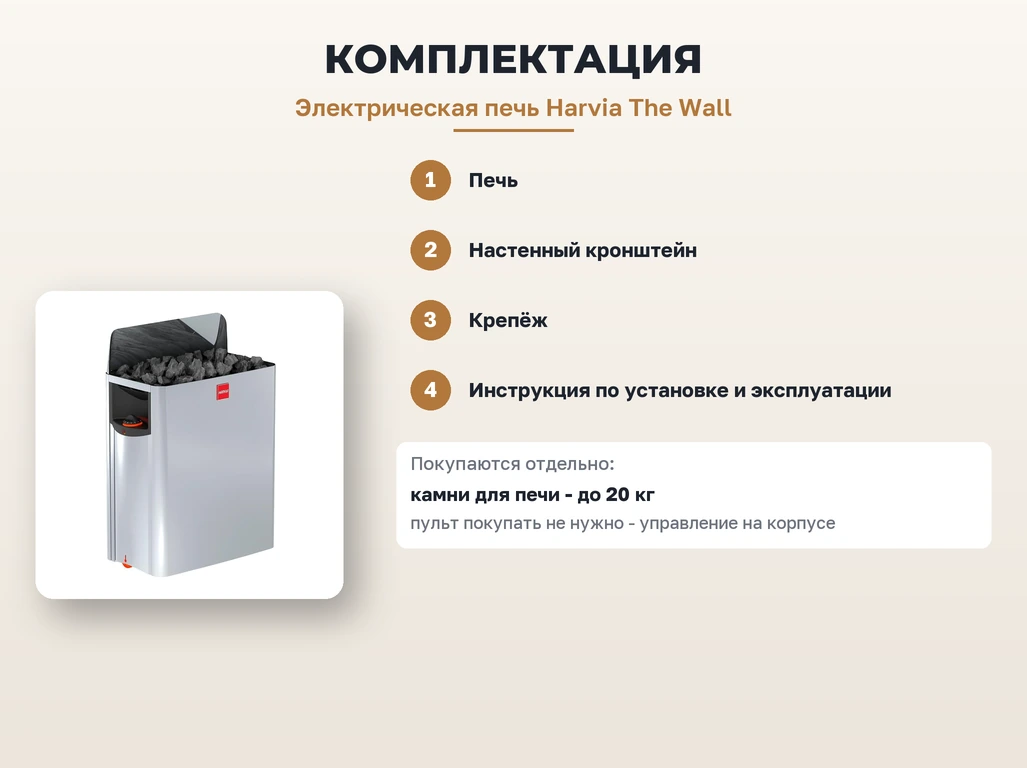 КОМПЛЕКТАЦИЯ
Электрическая печь Harvia The Wall
1 Печь
2 Настенный кронштейн
3 Крепёж
4 Инструкция по установке и эксплуатации
Покупаются отдельно:
камни для печи - до 20 кг
пульт покупать не нужно - управление на корпусе